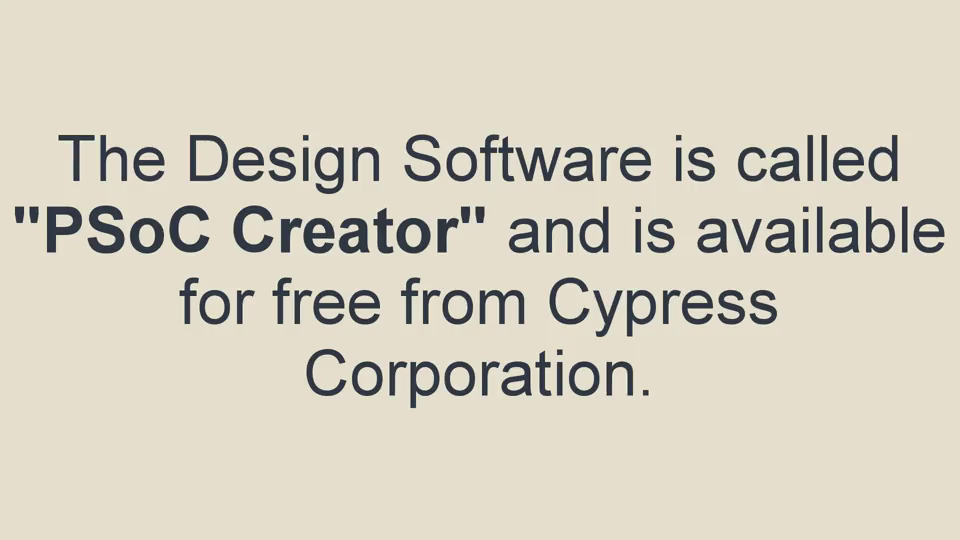 The Design Software is called
"PSoC Creator" and is available
for free from Cypress
Corporation.